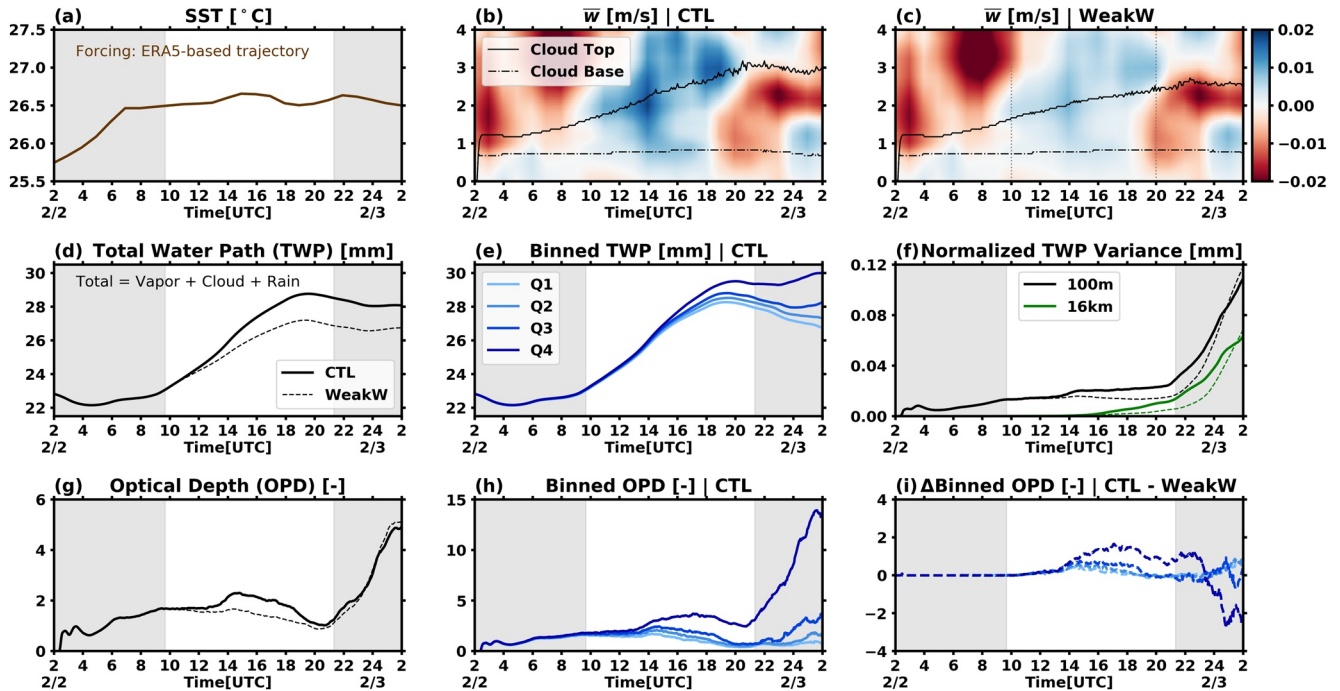 (a) SST [°C]
27.5
27.0
26.5
26.0
25.5
Forcing: ERA5-based trajectory
2 4 6 8 10 12 14 16 18 20 22 24 2
2/2 Time[UTC] 2/3
(b) w̅ [m/s] | CTL
4
3
2
1
0
Cloud Top
Cloud Base
2 4 6 8 10 12 14 16 18 20 22 24 2
2/2 Time[UTC] 2/3
(c) w̅ [m/s] | WeakW
4
3
2
1
0
2 4 6 8 10 12 14 16 18 20 22 24 2
2/2 Time[UTC] 2/3
0.02
0.01
0.00
−0.01
−0.02
(d) Total Water Path (TWP) [mm]
30
28
26
24
22
Total = Vapor + Cloud + Rain
CTL
WeakW
2 4 6 8 10 12 14 16 18 20 22 24 2
2/2 Time[UTC] 2/3
(e) Binned TWP [mm] | CTL
30
28
26
24
22
Q1
Q2
Q3
Q4
2 4 6 8 10 12 14 16 18 20 22 24 2
2/2 Time[UTC] 2/3
(f) Normalized TWP Variance [mm]
0.12
0.08
0.04
0.00
100m
16km
2 4 6 8 10 12 14 16 18 20 22 24 2
2/2 Time[UTC] 2/3
(g) Optical Depth (OPD) [-]
6
4
2
0
2 4 6 8 10 12 14 16 18 20 22 24 2
2/2 Time[UTC] 2/3
(h) Binned OPD [-] | CTL
15
10
5
0
2 4 6 8 10 12 14 16 18 20 22 24 2
2/2 Time[UTC] 2/3
(i) ΔBinned OPD [-] | CTL - WeakW
4
2
0
−2
−4
2 4 6 8 10 12 14 16 18 20 22 24 2
2/2 Time[UTC] 2/3